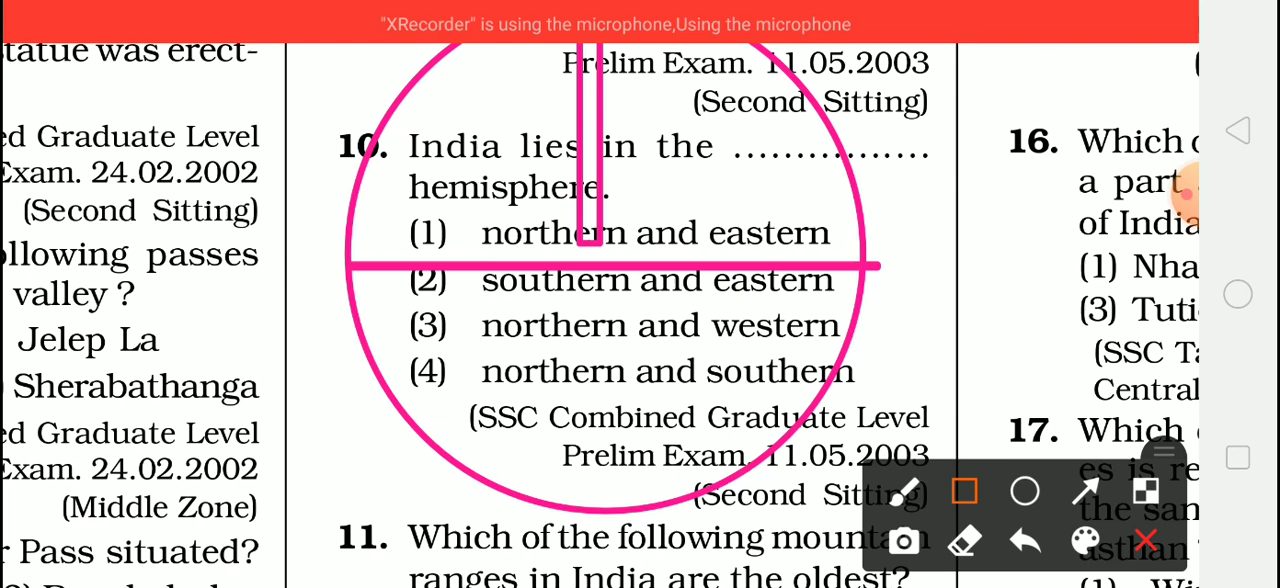 "XRecorder" is using the microphone,Using the microphone
tatue was erect-
ed Graduate Level
Exam. 24.02.2002
(Second Sitting)
ollowing passes
valley ?
Jelep La
Sherabathanga
ed Graduate Level
Exam. 24.02.2002
(Middle Zone)
r Pass situated?
Prelim Exam. 11.05.2003
(Second Sitting)
10. India lies in the ................
hemisphere.
(1) northern and eastern
(2) southern and eastern
(3) northern and western
(4) northern and southern
(SSC Combined Graduate Level
Prelim Exam. 11.05.2003
(Second Sitting)
11. Which of the following mountain
ranges in India are the oldest?
16. Which
a part
of India
(1) Nha
(3) Tuti
(SSC Ta
Central
17. Which
es is re
the san
asthan
(1)